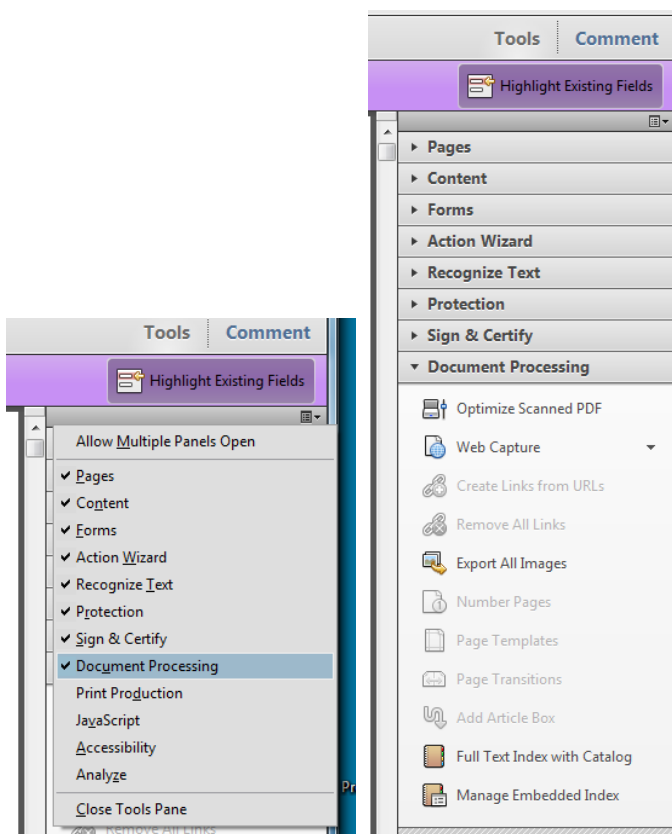 Tools Comment
Highlight Existing Fields
Allow Multiple Panels Open
Pages
Content
Forms
Action Wizard
Recognize Text
Protection
Sign & Certify
Document Processing
Print Production
JavaScript
Accessibility
Analyze
Close Tools Pane
Remove All Links
Pr
Tools Comment
Highlight Existing Fields
Pages
Content
Forms
Action Wizard
Recognize Text
Protection
Sign & Certify
Document Processing
Optimize Scanned PDF
Web Capture
Create Links from URLs
Remove All Links
Export All Images
Number Pages
Page Templates
Page Transitions
Add Article Box
Full Text Index with Catalog
Manage Embedded Index